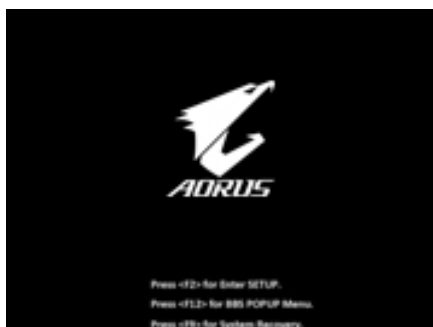 AORUS
Press <F2> for Enter SETUP.
Press <F12> for BBS POPUP Menu.
Press <F9> for System Recovery.